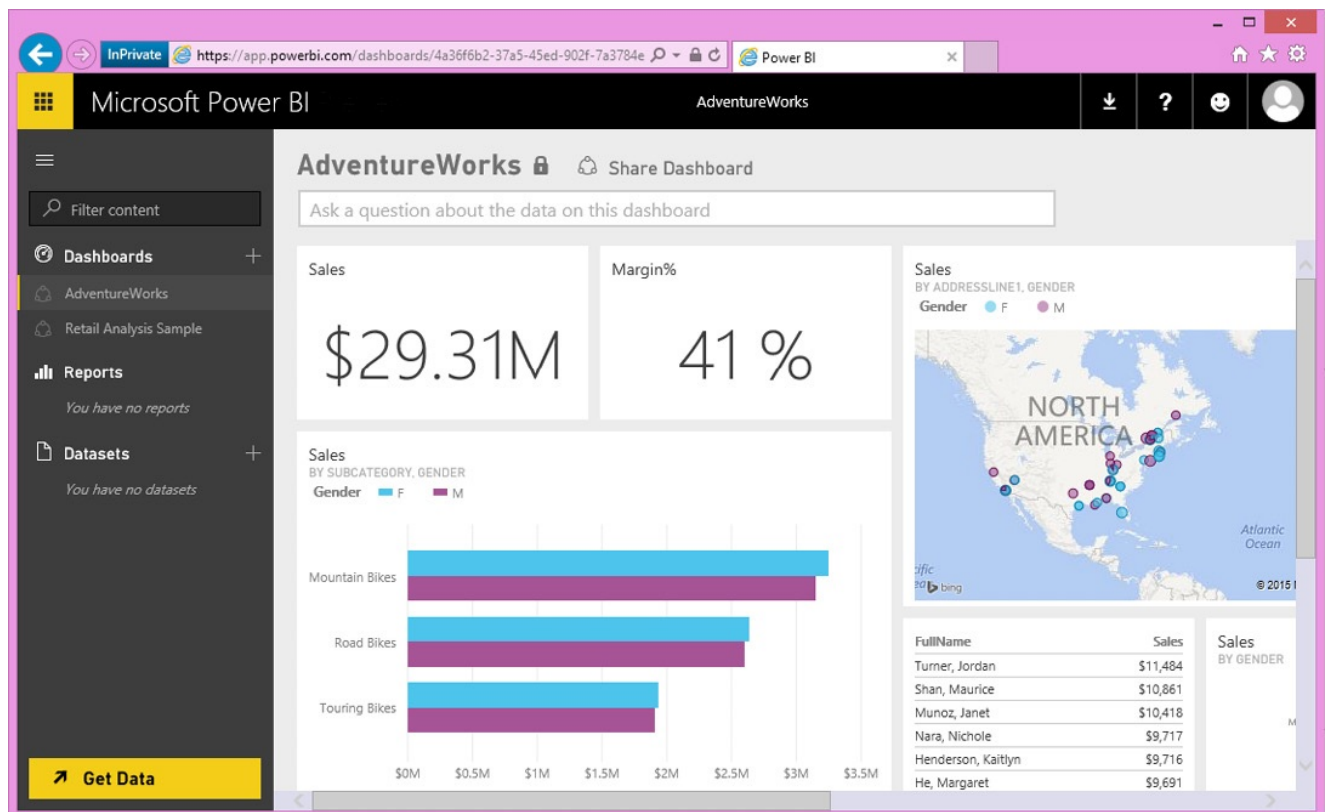 InPrivate https://app.powerbi.com/dashboards/4a36f6b2-37a5-45ed-902f-7a3784e Power BI
Microsoft Power BI AdventureWorks ?
AdventureWorks Share Dashboard
Filter content
Ask a question about the data on this dashboard
Dashboards
AdventureWorks
Retail Analysis Sample
Reports
You have no reports
Datasets
You have no datasets
Get Data
Sales
$29.31M
Margin%
41 %
Sales
BY ADDRESSLINE1, GENDER
Gender F M
NORTH
AMERICA
Atlantic
Ocean
bing
© 2015
Sales
BY SUBCATEGORY, GENDER
Gender F M
Mountain Bikes
Road Bikes
Touring Bikes
$0M $0.5M $1M $1.5M $2M $2.5M $3M $3.5M
FullName Sales
Turner, Jordan $11,484
Shan, Maurice $10,861
Munoz, Janet $10,418
Nara, Nichole $9,717
Henderson, Kaitlyn $9,716
He, Margaret $9,691
Sales
BY GENDER
M